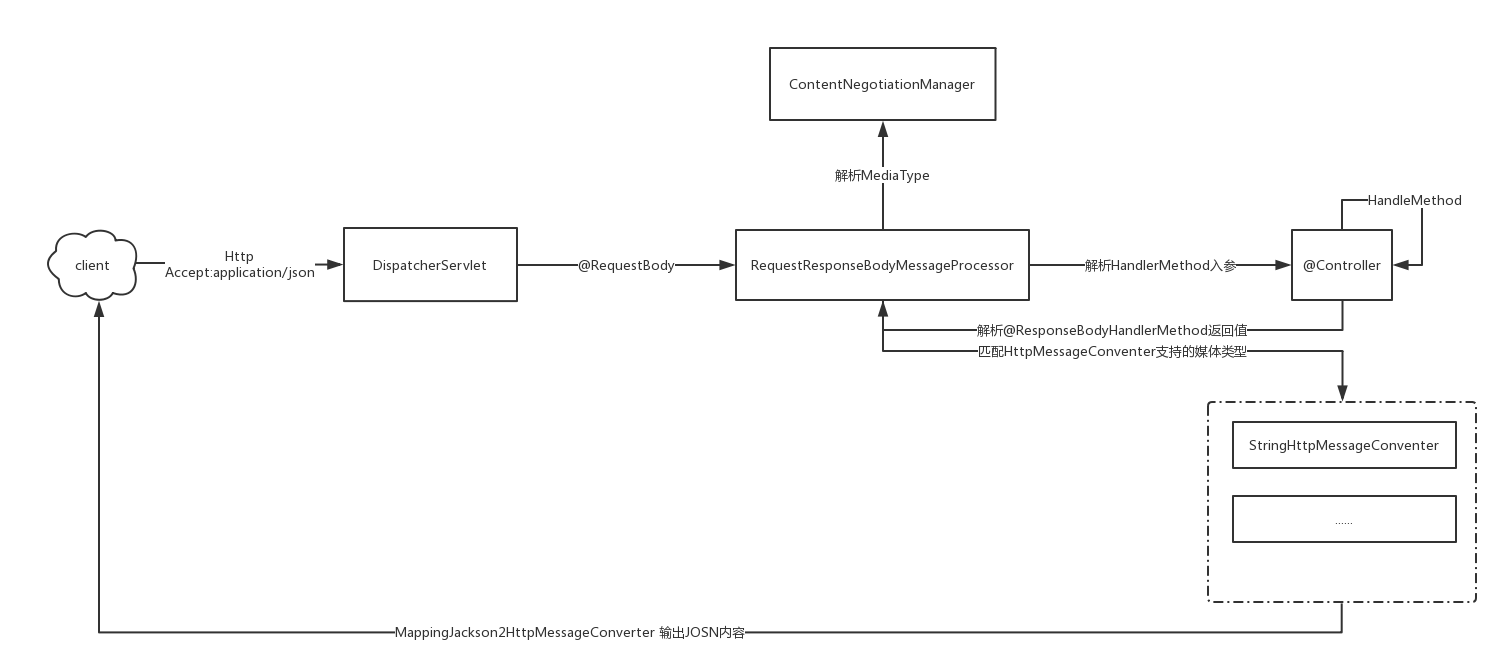 ContentNegotiationManager
解析MediaType
HandleMethod
client
Http
Accept:application/json
DispatcherServlet
@RequestBody
RequestResponseBodyMessageProcessor
解析HandlerMethod入参
@Controller
解析@ResponseBodyHandlerMethod返回值
匹配HttpMessageConventer支持的媒体类型
StringHttpMessageConventer
......
MappingJackson2HttpMessageConverter 输出JOSN内容